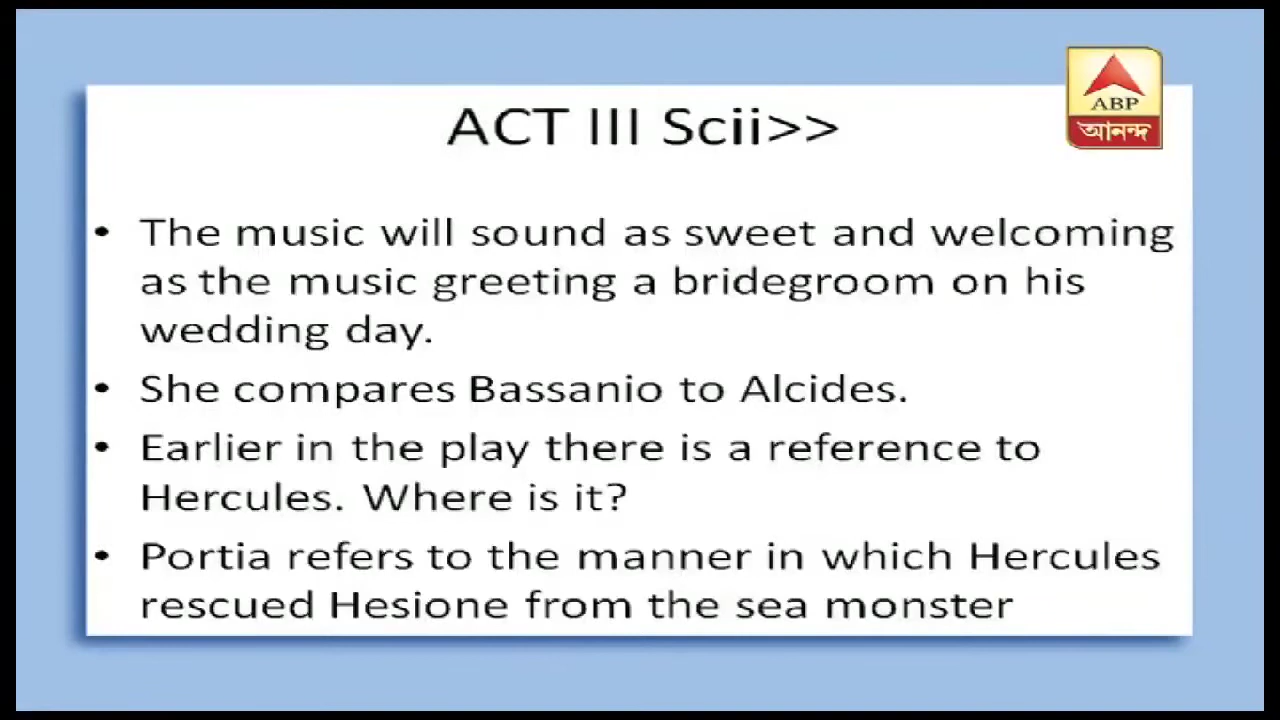 ACT III Scii>>
ABP
আনন্দ
• The music will sound as sweet and welcoming
as the music greeting a bridegroom on his
wedding day.
• She compares Bassanio to Alcides.
• Earlier in the play there is a reference to
Hercules. Where is it?
• Portia refers to the manner in which Hercules
rescued Hesione from the sea monster